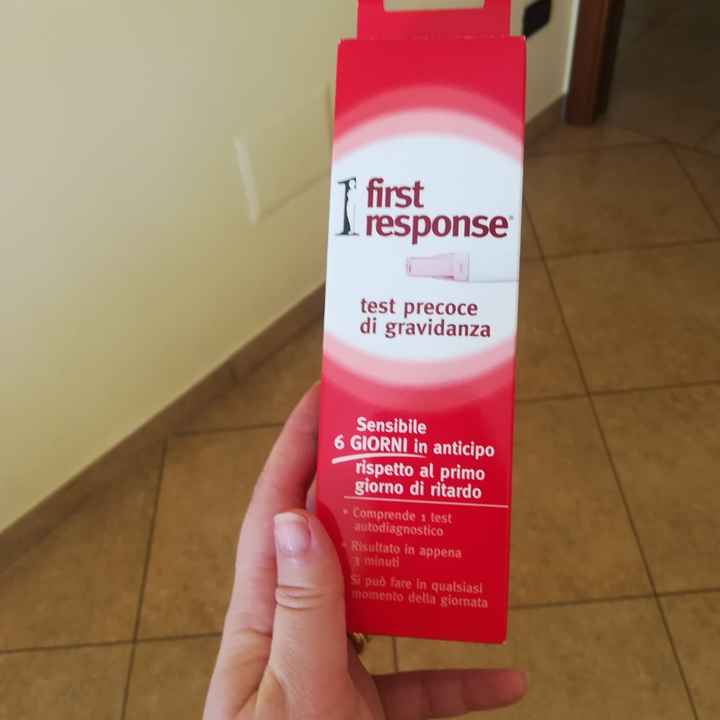 first
response®
test precoce
di gravidanza
Sensibile
6 GIORNI in anticipo
rispetto al primo
giorno di ritardo
• Comprende 1 test
autodiagnostico
• Risultato in appena
3 minuti
• Si può fare in qualsiasi
momento della giornata